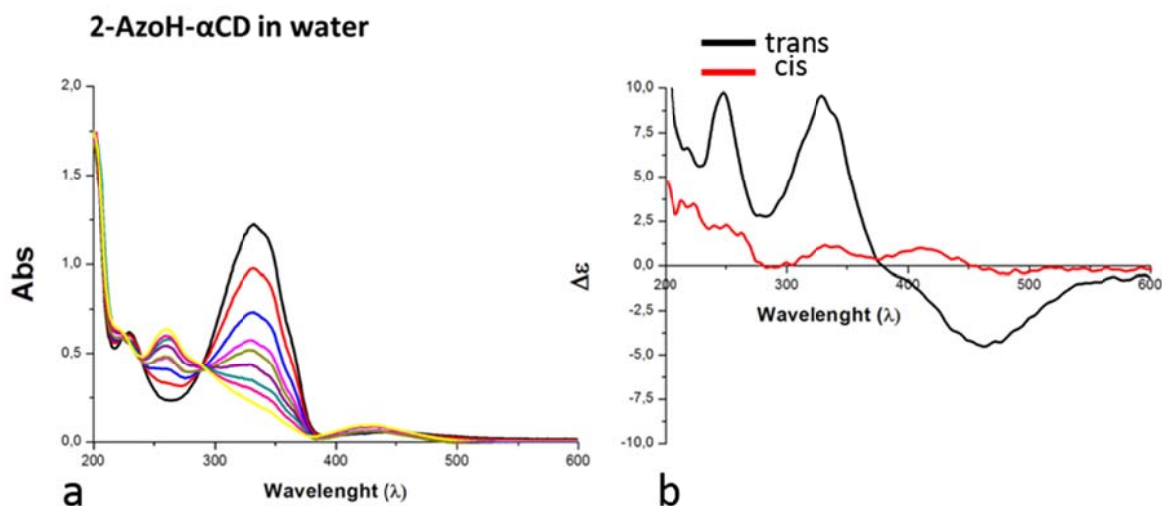 2-AzoH-αCD in water
2,0
1,5
1,0
0,5
0,0
Abs
200 300 400 500 600
Wavelenght (λ)
a
trans
cis
10,0
7,5
5,0
2,5
0,0
-2,5
-5,0
-7,5
-10,0
Δε
200 300 400 500 600
Wavelenght (λ)
b